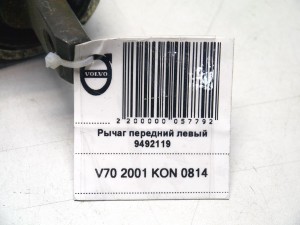 VOLVO
2200000057792
Рычаг передний левый
9492119
V70 2001 KON 0814